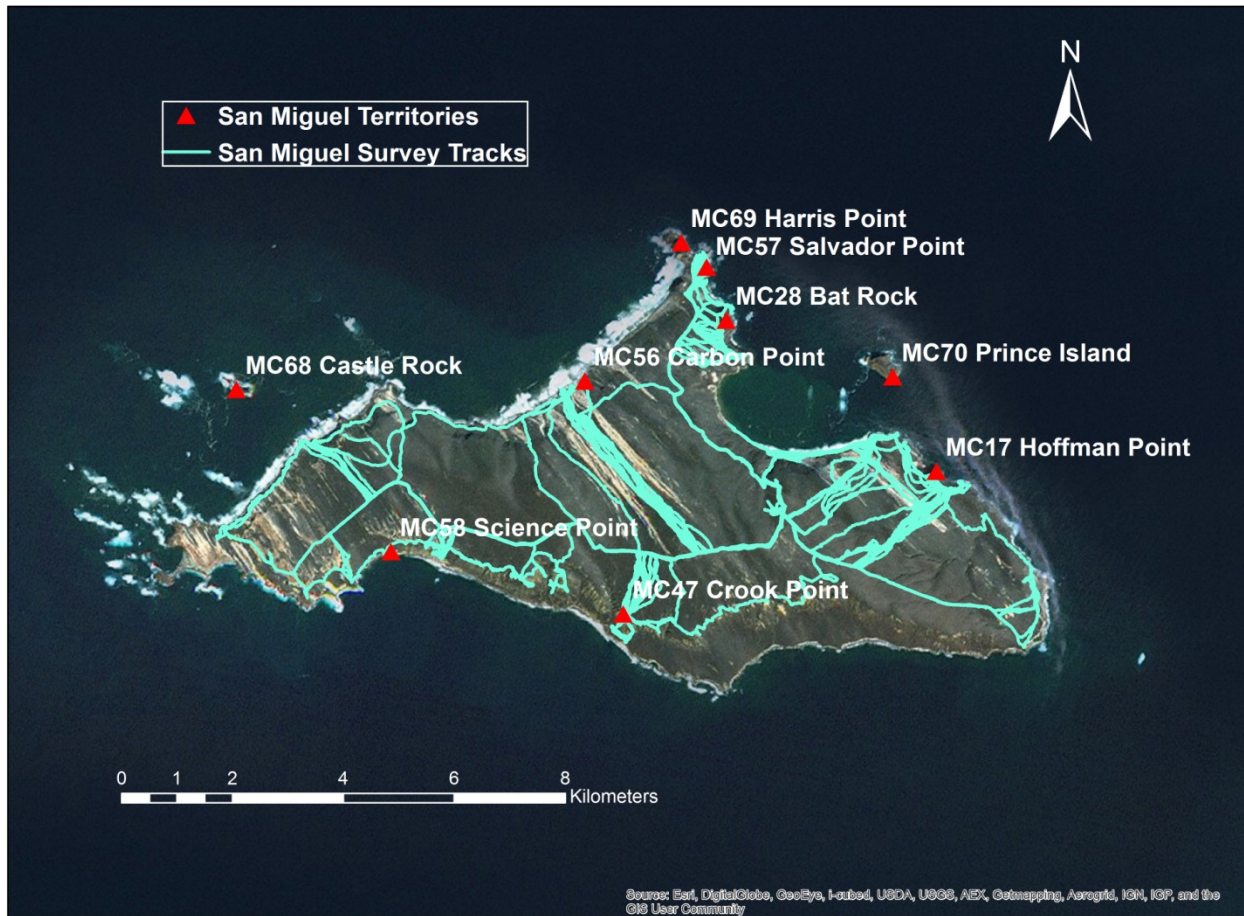 N
San Miguel Territories
San Miguel Survey Tracks
MC69 Harris Point
MC57 Salvador Point
MC28 Bat Rock
MC56 Carbon Point
MC70 Prince Island
MC68 Castle Rock
MC17 Hoffman Point
MC58 Science Point
MC47 Crook Point
0 1 2 4 6 8
Kilometers
Source: Esri, DigitalGlobe, GeoEye, i-cubed, USDA, USGS, AEX, Getmapping, Aerogrid, IGN, IGP, and the
GIS User Community